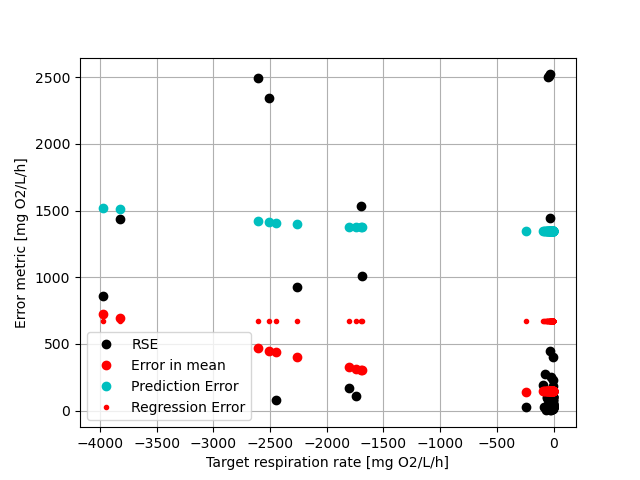 2500
2000
1500
1000
500
0
Error metric [mg O2/L/h]
RSE
Error in mean
Prediction Error
Regression Error
−4000 −3500 −3000 −2500 −2000 −1500 −1000 −500 0
Target respiration rate [mg O2/L/h]